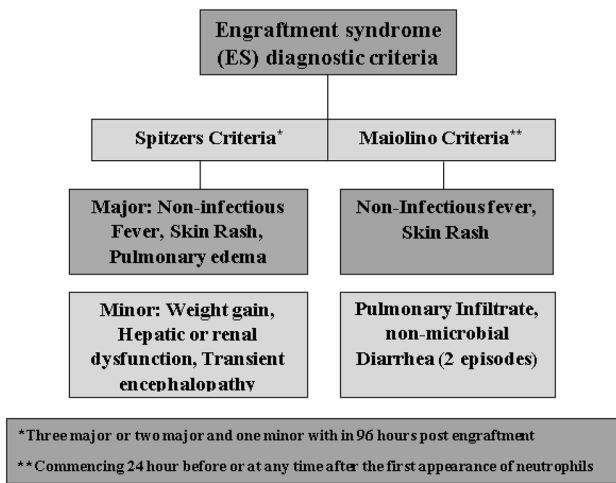 Engraftment syndrome
(ES) diagnostic criteria
Spitzers Criteria*
Maiolino Criteria**
Major: Non-infectious
Fever, Skin Rash,
Pulmonary edema
Non-Infectious fever,
Skin Rash
Minor: Weight gain,
Hepatic or renal
dysfunction, Transient
encephalopathy
Pulmonary Infiltrate,
non-microbial
Diarrhea (2 episodes)
*Three major or two major and one minor with in 96 hours post engraftment
**Commencing 24 hour before or at any time after the first appearance of neutrophils